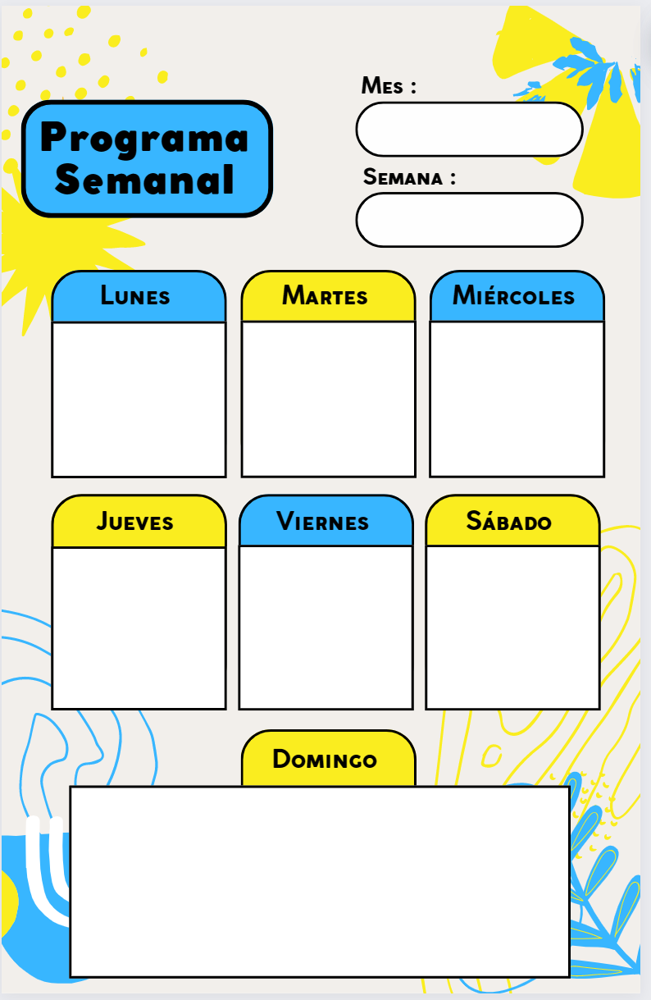 Programa
Semanal
Mes :
Semana :
Lunes
Martes
Miércoles
Jueves
Viernes
Sábado
Domingo